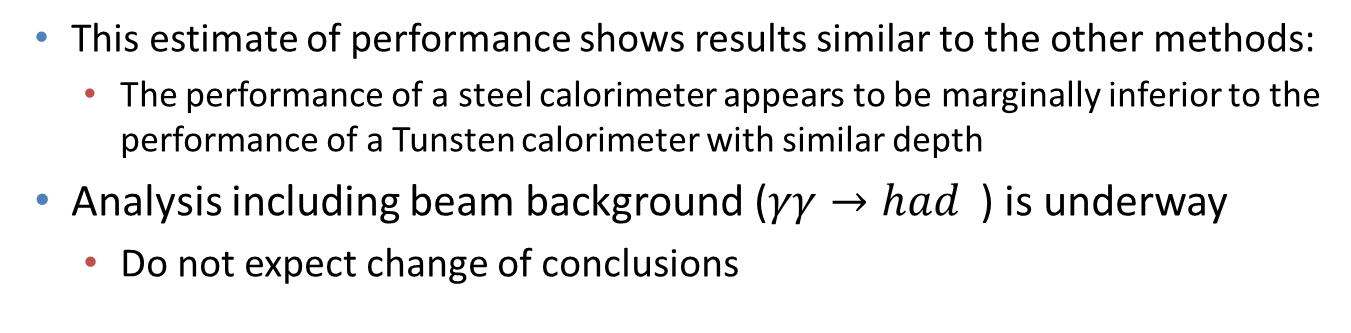 • This estimate of performance shows results similar to the other methods:
• The performance of a steel calorimeter appears to be marginally inferior to the
performance of a Tunsten calorimeter with similar depth
• Analysis including beam background (γγ → had ) is underway
• Do not expect change of conclusions